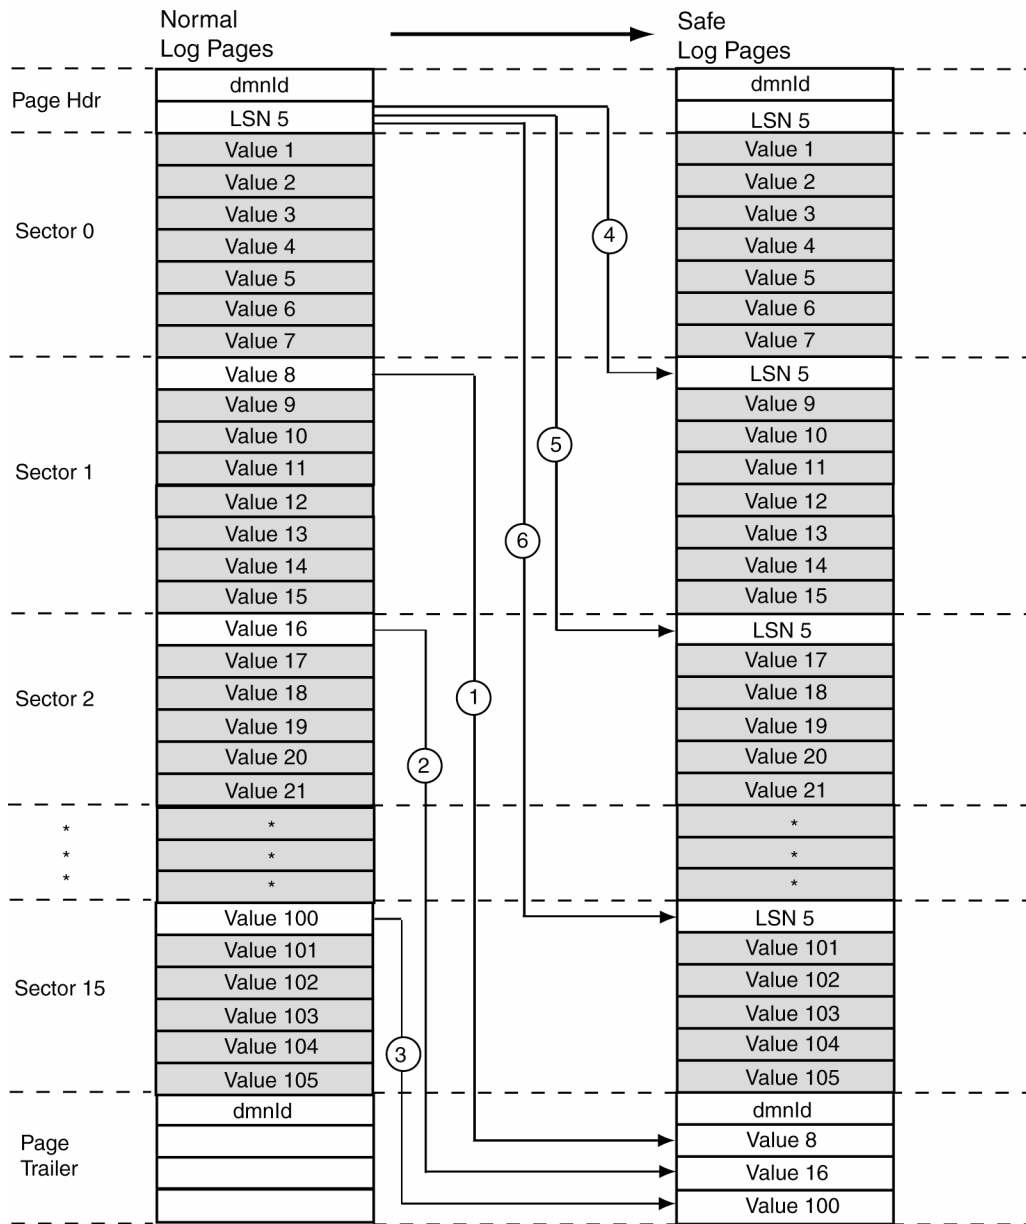 Normal
Log Pages
Safe
Log Pages
Page Hdr
dmnId
dmnId
LSN 5
LSN 5
Sector 0
Value 1
Value 1
Value 2
Value 2
Value 3
Value 3
4
Value 4
Value 4
Value 5
Value 5
Value 6
Value 6
Value 7
Value 7
Sector 1
Value 8
LSN 5
Value 9
Value 9
Value 10
Value 10
5
Value 11
Value 11
Value 12
Value 12
Value 13
Value 13
6
Value 14
Value 14
Value 15
Value 15
Sector 2
Value 16
LSN 5
Value 17
Value 17
Value 18
Value 18
1
Value 19
Value 19
Value 20
Value 20
2
Value 21
Value 21
* * *
* * *
* * *
Sector 15
Value 100
LSN 5
Value 101
Value 101
Value 102
Value 102
Value 103
Value 103
Value 104
Value 104
3
Value 105
Value 105
Page
Trailer
dmnId
dmnId
Value 8
Value 16
Value 100